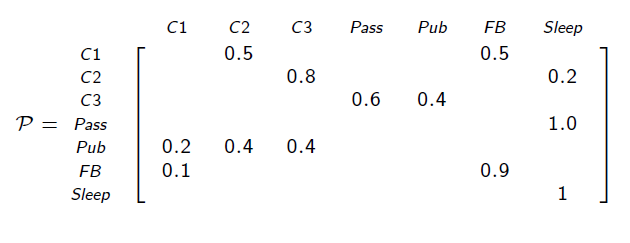 C1 C2 C3 Pass Pub FB Sleep
C1 0.5 0.5
C2 0.8 0.2
C3 0.6 0.4
𝒫 = Pass 1.0
Pub 0.2 0.4 0.4
FB 0.1 0.9
Sleep 1